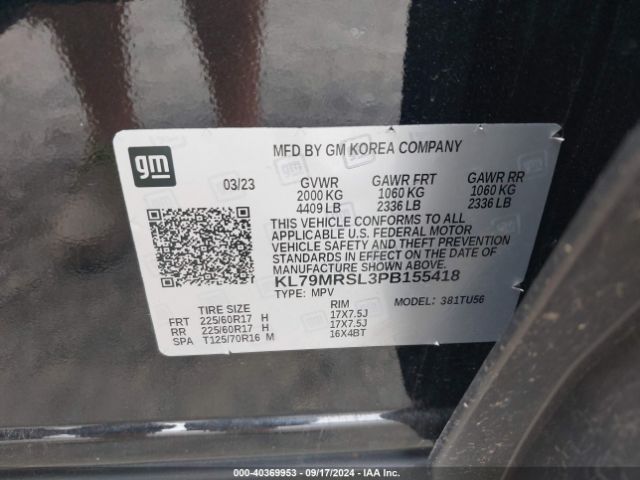 gm
MFD BY GM KOREA COMPANY
03/23 GVWR GAWR FRT GAWR RR
2000 KG 1060 KG 1060 KG
4409 LB 2336 LB 2336 LB
THIS VEHICLE CONFORMS TO ALL
APPLICABLE U.S. FEDERAL MOTOR
VEHICLE SAFETY AND THEFT PREVENTION
STANDARDS IN EFFECT ON THE DATE OF
MANUFACTURE SHOWN ABOVE.
KL79MRSL3PB155418
TYPE: MPV MODEL: 381TU56
TIRE SIZE RIM
FRT 225/60R17 H 17X7.5J
RR 225/60R17 H 17X7.5J
SPA T125/70R16 M 16X4BT
000-40369953 - 09/17/2024 - IAA Inc.